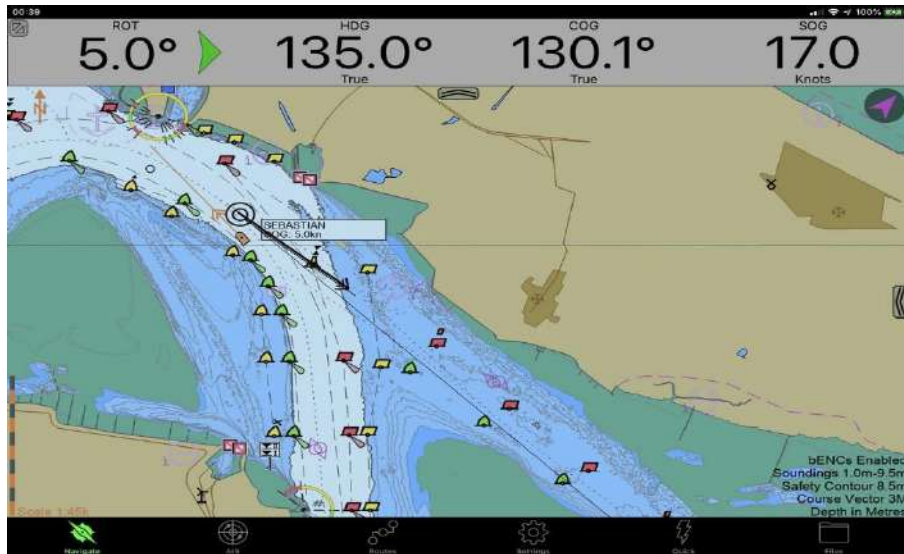 00:39
100%
ROT
HDG
COG
SOG
5.0°
135.0°
130.1°
17.0
True
True
Knots
N
SEBASTIAN
SOG: 5.0kn
bENCs Enabled
Soundings 1.0m-9.5m
Safety Contour 8.5m
Course Vector 3M
Depth in Metres
Scale 1:45k
Navigate
AIS
Routes
Settings
Quick
Files